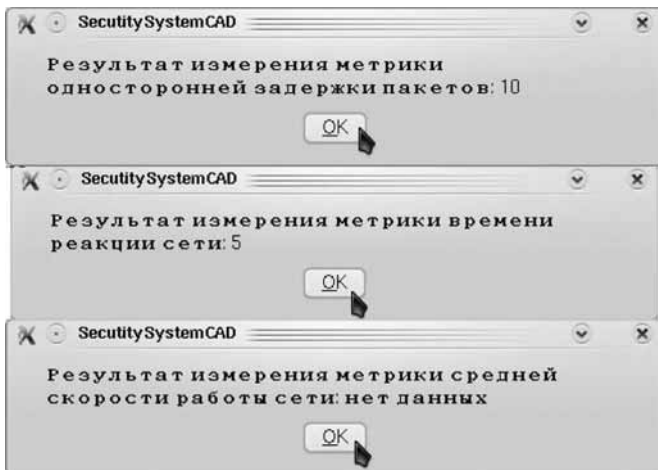 SecutitySystemCAD
Результат измерения метрики
односторонней задержки пакетов: 10
OK
SecutitySystemCAD
Результат измерения метрики времени
реакции сети: 5
OK
SecutitySystemCAD
Результат измерения метрики средней
скорости работы сети: нет данных
OK